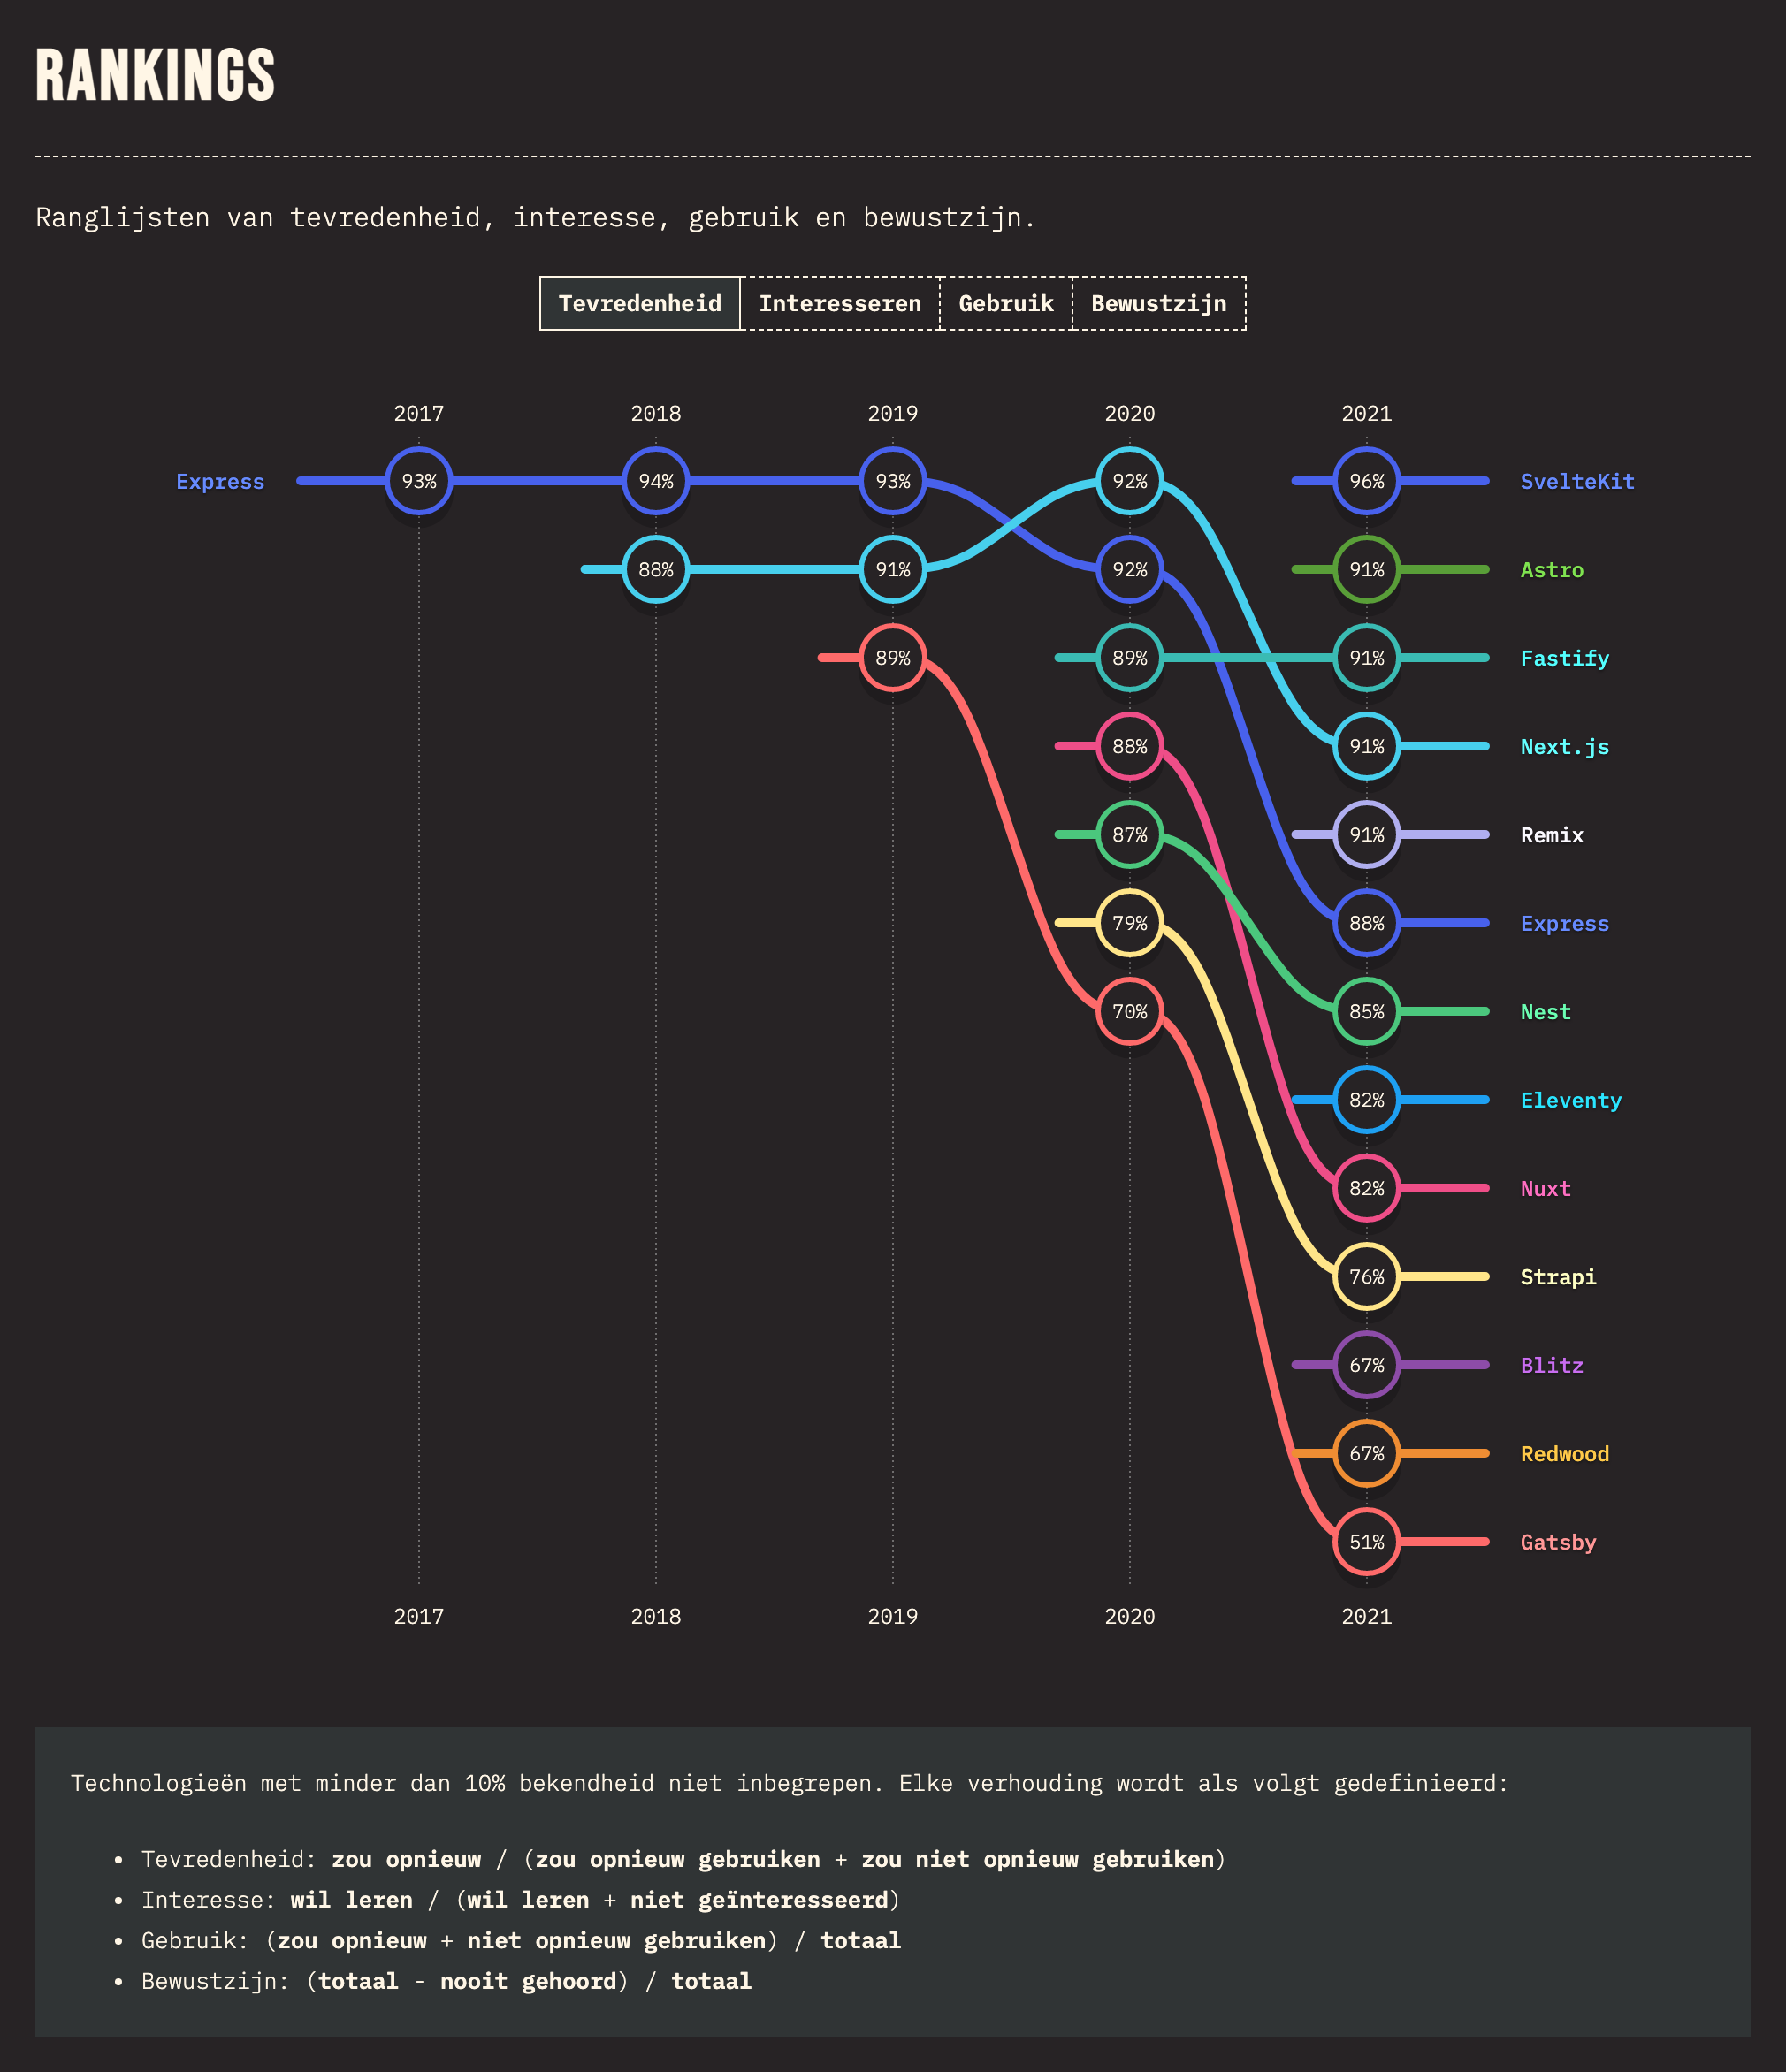 RANKINGS
Ranglijsten van tevredenheid, interesse, gebruik en bewustzijn.
Tevredenheid Interesseren Gebruik Bewustzijn
2017 2018 2019 2020 2021
Express 93% 94% 93% 92% 96% SvelteKit
88% 91% 92% 91% Astro
89% 89% 91% Fastify
88% 91% Next.js
87% 91% Remix
79% 88% Express
70% 85% Nest
82% Eleventy
82% Nuxt
76% Strapi
67% Blitz
67% Redwood
51% Gatsby
2017 2018 2019 2020 2021
Technologieën met minder dan 10% bekendheid niet inbegrepen. Elke verhouding wordt als volgt gedefinieerd:
• Tevredenheid: zou opnieuw / (zou opnieuw gebruiken + zou niet opnieuw gebruiken)
• Interesse: wil leren / (wil leren + niet geïnteresseerd)
• Gebruik: (zou opnieuw + niet opnieuw gebruiken) / totaal
• Bewustzijn: (totaal - nooit gehoord) / totaal